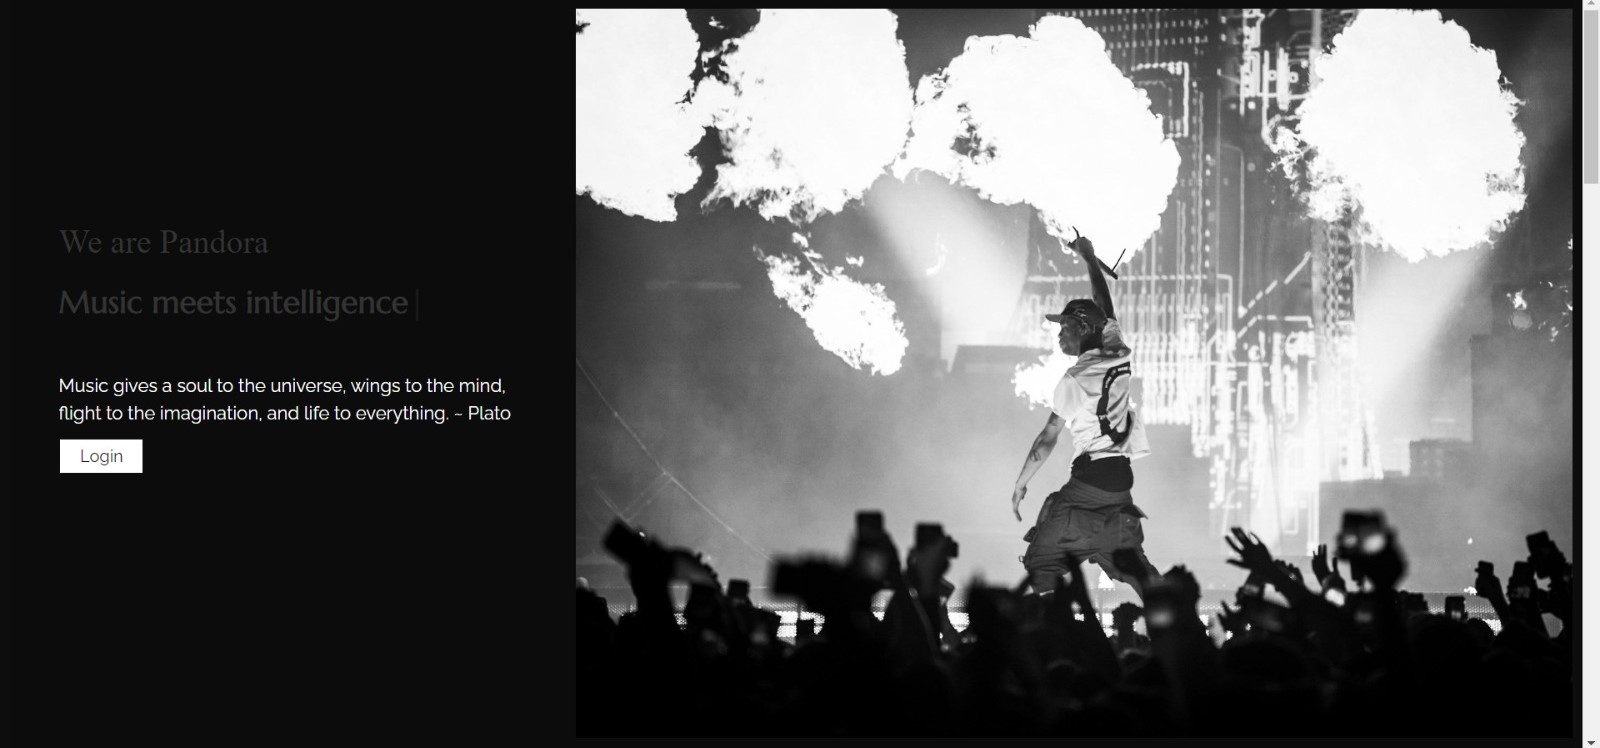 We are Pandora
Music meets intelligence
Music gives a soul to the universe, wings to the mind,
flight to the imagination, and life to everything. ~ Plato
Login